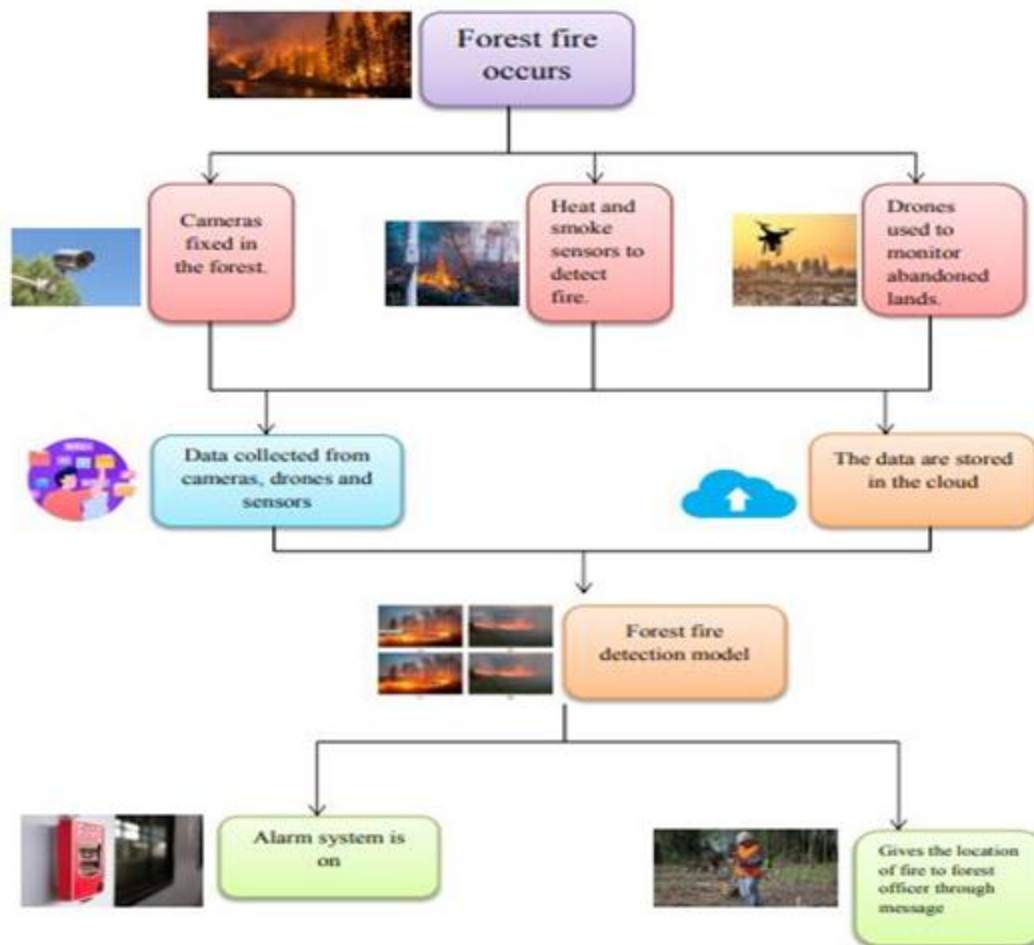 Forest fire
occurs
Cameras
fixed in
the forest.
Heat and
smoke
sensors to
detect
fire.
Drones
used to
monitor
abandoned
lands.
Data collected from
cameras, drones and
sensors
The data are stored
in the cloud
Forest fire
detection model
Alarm system is
on
Gives the location
of fire to forest
officer through
message